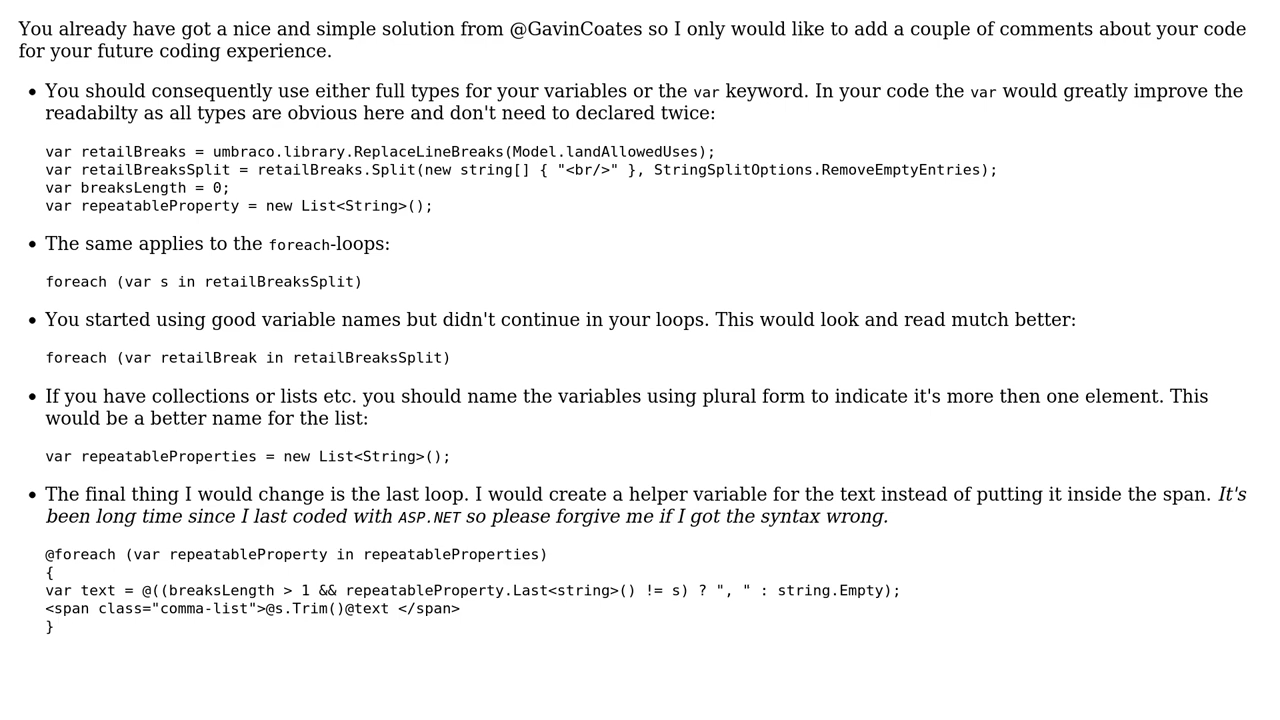 You already have got a nice and simple solution from @GavinCoates so I only would like to add a couple of comments about your code
for your future coding experience.
• You should consequently use either full types for your variables or the var keyword. In your code the var would greatly improve the
readabilty as all types are obvious here and don't need to declared twice:
var retailBreaks = umbraco.library.ReplaceLineBreaks(Model.landAllowedUses);
var retailBreaksSplit = retailBreaks.Split(new string[] { "<br/>" }, StringSplitOptions.RemoveEmptyEntries);
var breaksLength = 0;
var repeatableProperty = new List<String>();
• The same applies to the foreach-loops:
foreach (var s in retailBreaksSplit)
• You started using good variable names but didn't continue in your loops. This would look and read mutch better:
foreach (var retailBreak in retailBreaksSplit)
• If you have collections or lists etc. you should name the variables using plural form to indicate it's more then one element. This
would be a better name for the list:
var repeatableProperties = new List<String>();
• The final thing I would change is the last loop. I would create a helper variable for the text instead of putting it inside the span. It's
been long time since I last coded with ASP.NET so please forgive me if I got the syntax wrong.
@foreach (var repeatableProperty in repeatableProperties)
{
var text = @((breaksLength > 1 && repeatableProperty.Last<string>() != s) ? ", " : string.Empty);
<span class="comma-list">@s.Trim()@text </span>
}